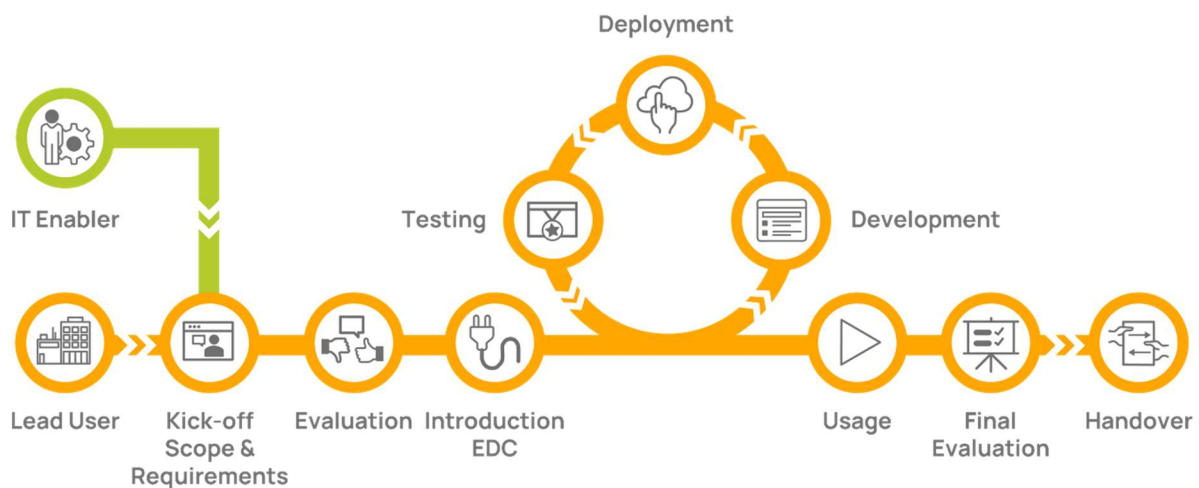 Deployment
IT Enabler
Testing
Development
Lead User
Kick-off
Scope &
Requirements
Evaluation
Introduction
EDC
Usage
Final
Evaluation
Handover